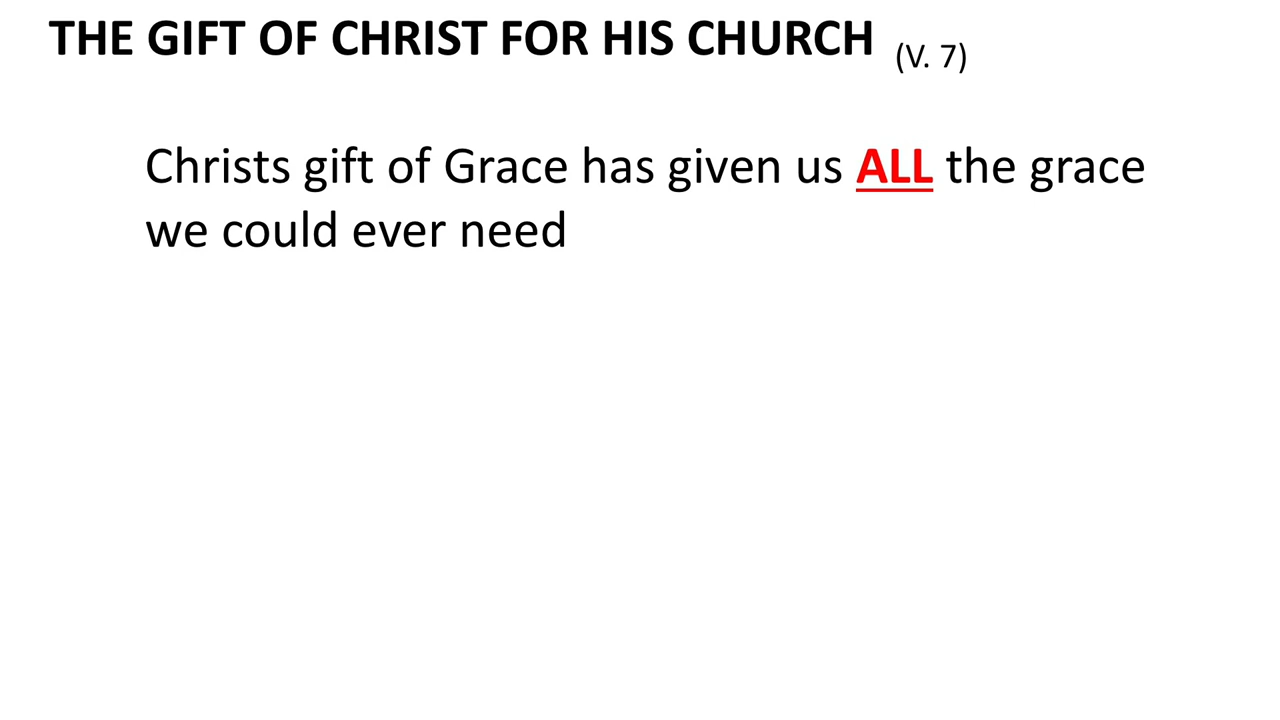 THE GIFT OF CHRIST FOR HIS CHURCH (V. 7)
Christs gift of Grace has given us ALL the grace
we could ever need